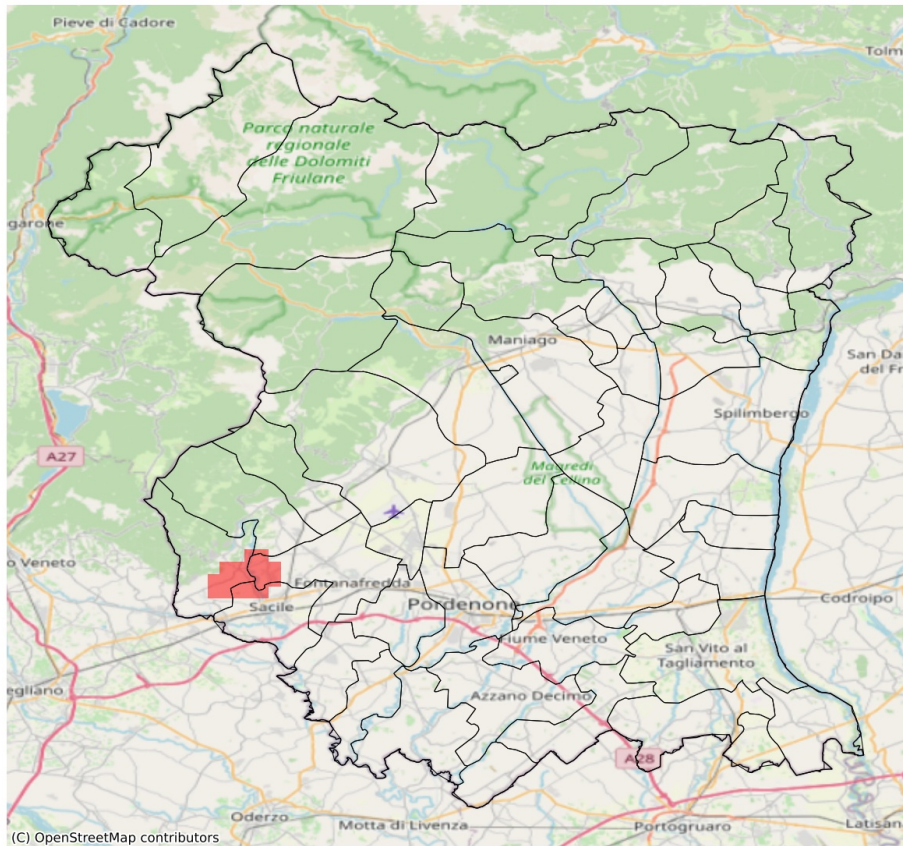 Pieve di Cadore
Parco naturale
regionale
delle Dolomiti
Friulane
garone
Maniago
San Da
del F
Spilimbergo
A27
Magredi
del Cellina
o Veneto
Fontanafredda
Sacile
Pordenone
Codroipo
Fiume Veneto
San Vito al
Tagliamento
egliano
Azzano Decimo
A28
Oderzo
Motta di Livenza
Portogruaro
Latisan
(C) OpenStreetMap contributors